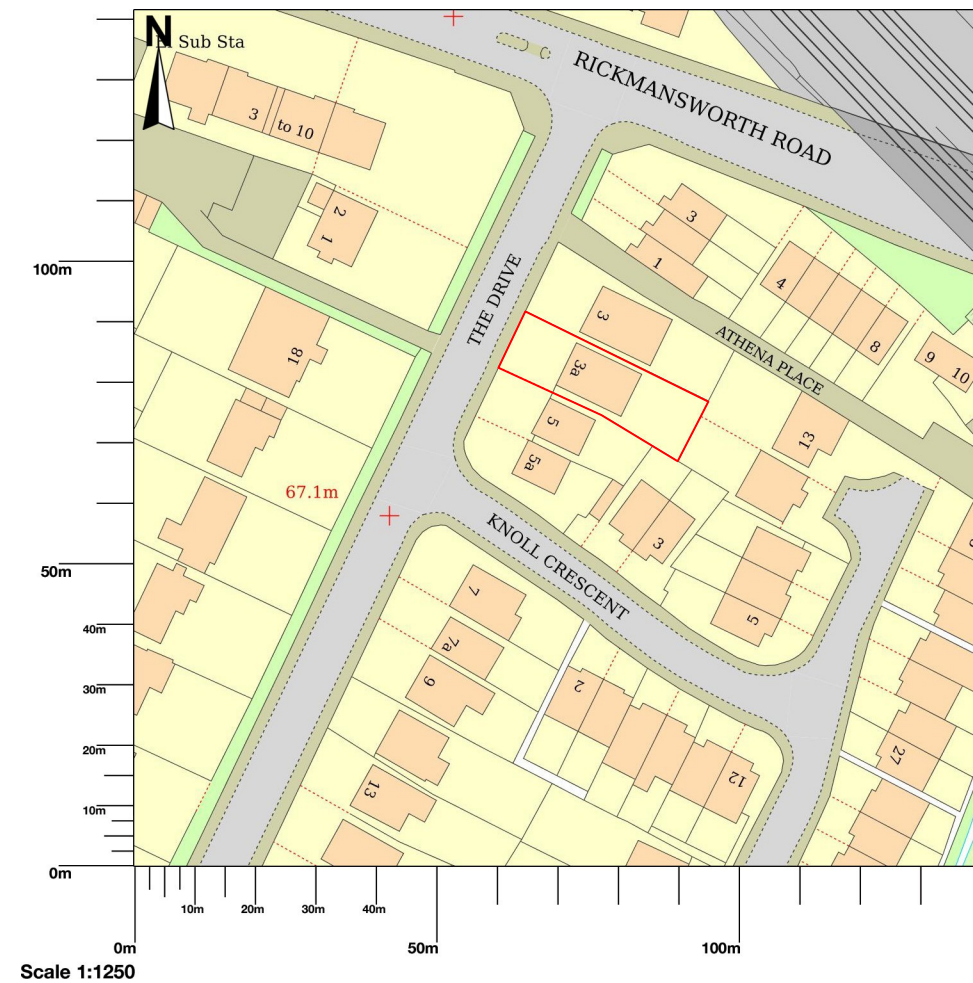 N
El Sub Sta
RICKMANSWORTH ROAD
3 to 10
2
1
3
1
4
8
9
10
100m
THE DRIVE
3
ATHENA PLACE
18
3a
5
13
5a
67.1m
KNOLL CRESCENT
3
50m
7
5
40m
7a
9
2
30m
20m
27
12
13
10m
0m
10m
20m
30m
40m
0m
50m
100m
Scale 1:1250